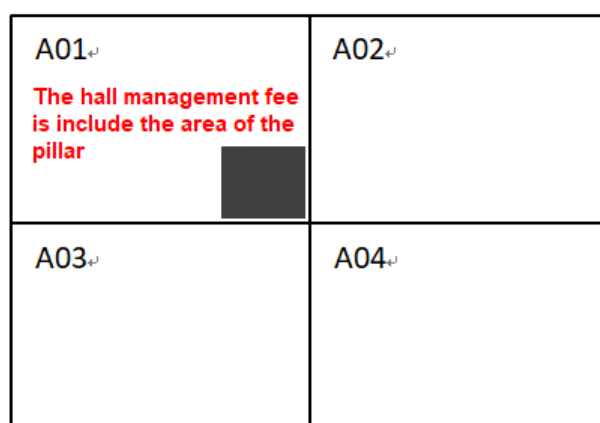 A01↵
A02↵
The hall management fee
is include the area of the
pillar
A03↵
A04↵